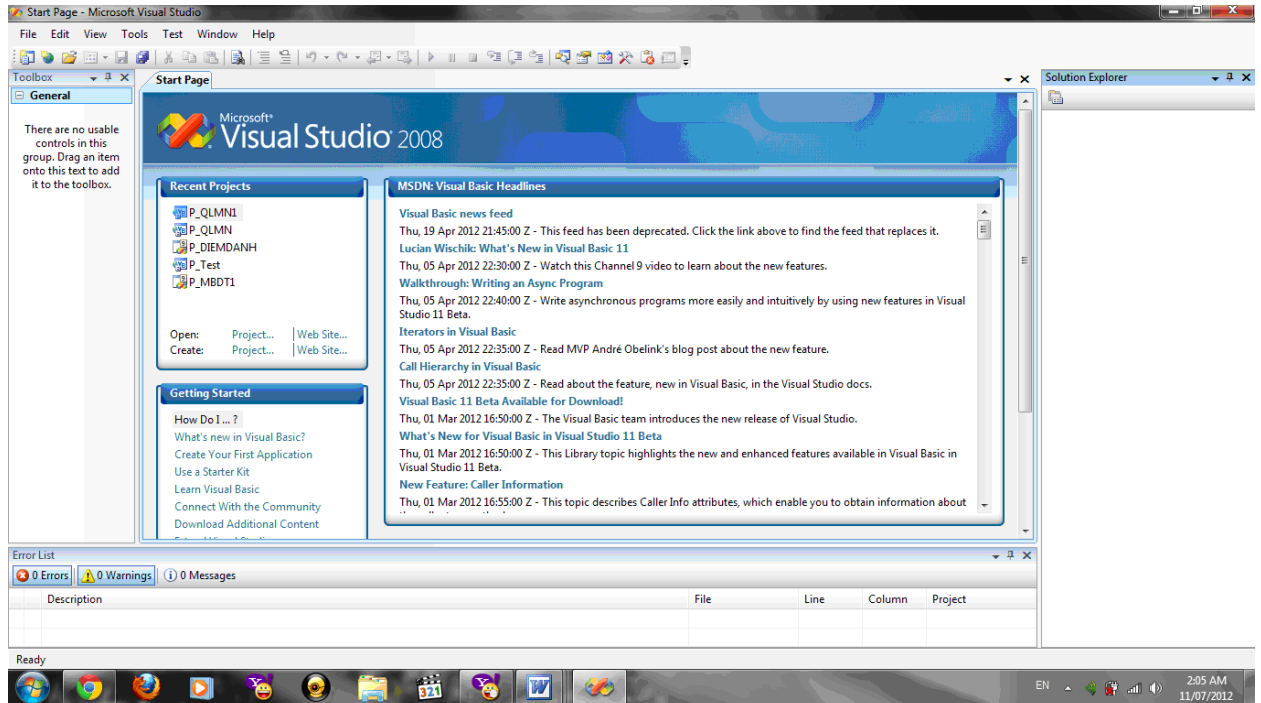 Start Page - Microsoft Visual Studio
File Edit View Tools Test Window Help
Toolbox
General
There are no usable
controls in this
group. Drag an item
onto this text to add
it to the toolbox.
Start Page
Microsoft®
Visual Studio® 2008
Recent Projects
P_QLMN1
P_QLMN
P_DIEMDANH
P_Test
P_MBDT1
Open: Project... Web Site...
Create: Project... Web Site...
Getting Started
How Do I ... ?
What's new in Visual Basic?
Create Your First Application
Use a Starter Kit
Learn Visual Basic
Connect With the Community
Download Additional Content
MSDN: Visual Basic Headlines
Visual Basic news feed
Thu, 19 Apr 2012 21:45:00 Z - This feed has been deprecated. Click the link above to find the feed that replaces it.
Lucian Wischik: What's New in Visual Basic 11
Thu, 05 Apr 2012 22:30:00 Z - Watch this Channel 9 video to learn about the new features.
Walkthrough: Writing an Async Program
Thu, 05 Apr 2012 22:40:00 Z - Write asynchronous programs more easily and intuitively by using new features in Visual
Studio 11 Beta.
Iterators in Visual Basic
Thu, 05 Apr 2012 22:35:00 Z - Read MVP André Obelink's blog post about the new feature.
Call Hierarchy in Visual Basic
Thu, 05 Apr 2012 22:35:00 Z - Read about the feature, new in Visual Basic, in the Visual Studio docs.
Visual Basic 11 Beta Available for Download!
Thu, 01 Mar 2012 16:50:00 Z - The Visual Basic team introduces the new release of Visual Studio.
What's New for Visual Basic in Visual Studio 11 Beta
Thu, 01 Mar 2012 16:50:00 Z - This Library topic highlights the new and enhanced features available in Visual Basic in
Visual Studio 11 Beta.
New Feature: Caller Information
Thu, 01 Mar 2012 16:55:00 Z - This topic describes Caller Info attributes, which enable you to obtain information about
Solution Explorer
Error List
0 Errors 0 Warnings 0 Messages
Description File Line Column Project
Ready
321
EN
2:05 AM
11/07/2012